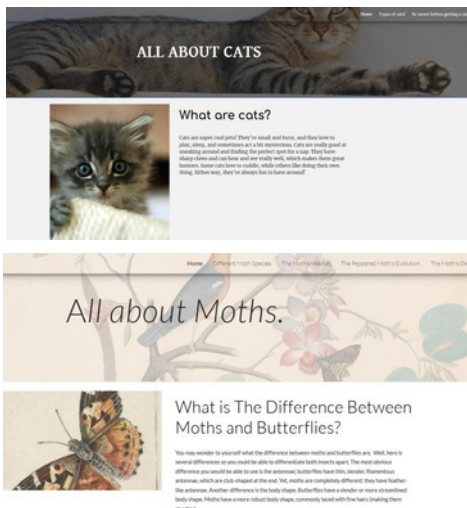 Home Types of cats! Be aware before getting a
ALL ABOUT CATS
What are cats?
Cats are super cool pets! They're small and furry, and they love to
play, sleep, and sometimes act a bit mysterious. Cats are really good at
sneaking around and finding the perfect spot for a nap. They have
sharp claws and can hear and see really well, which makes them great
hunters. Some cats love to cuddle, while others like doing their own
thing. Either way, they're always fun to have around!
Home Different Moth Species. The Moth's Habitat. The Peppered Moth's Evolution. The Moth's
All about Moths.
What is The Difference Between
Moths and Butterflies?
You may wonder to yourself what the difference between moths and butterflies are. Well, here is
several differences so you could be able to differentiate both insects apart. The most obvious
difference you would be able to see is the antennae; butterflies have thin, slender, filamentous
antennae, which are club-shaped at the end. Yet, moths are completely different: they have feather-
like antennae. Another difference is the body shape. Butterflies have a slender or more streamlined
body shape. Moths have a more robust body shape, commonly laced with fine hairs (making them